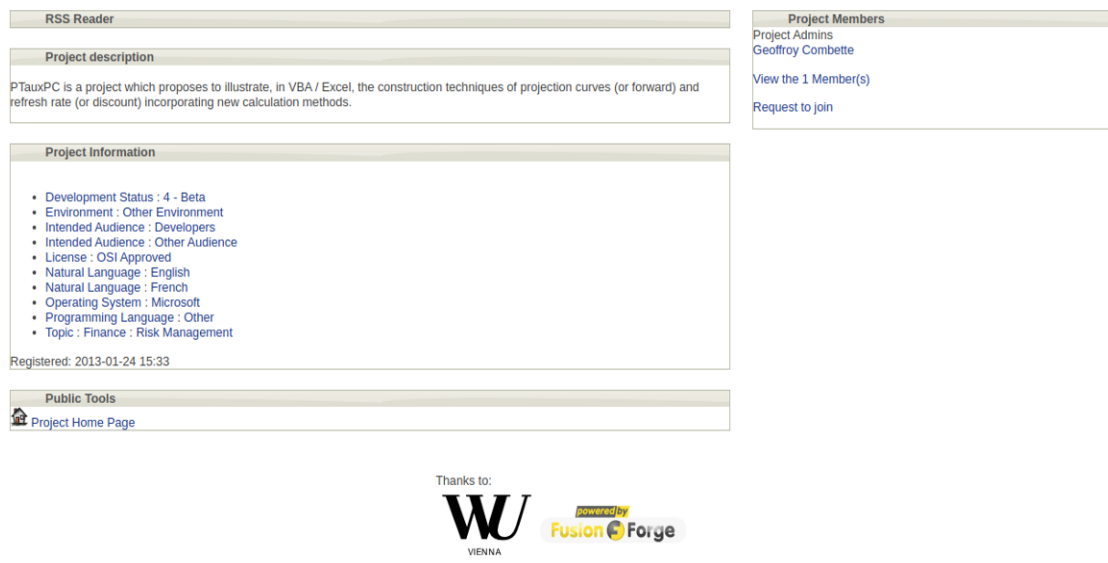 RSS Reader
Project description
PTauxPC is a project which proposes to illustrate, in VBA / Excel, the construction techniques of projection curves (or forward) and
refresh rate (or discount) incorporating new calculation methods.
Project Information
Development Status : 4 - Beta
Environment : Other Environment
Intended Audience : Developers
Intended Audience : Other Audience
License : OSI Approved
Natural Language : English
Natural Language : French
Operating System : Microsoft
Programming Language : Other
Topic : Finance : Risk Management
Registered: 2013-01-24 15:33
Public Tools
Project Home Page
Project Members
Project Admins
Geoffroy Combette
View the 1 Member(s)
Request to join
Thanks to:
WU
VIENNA
powered by
Fusion Forge